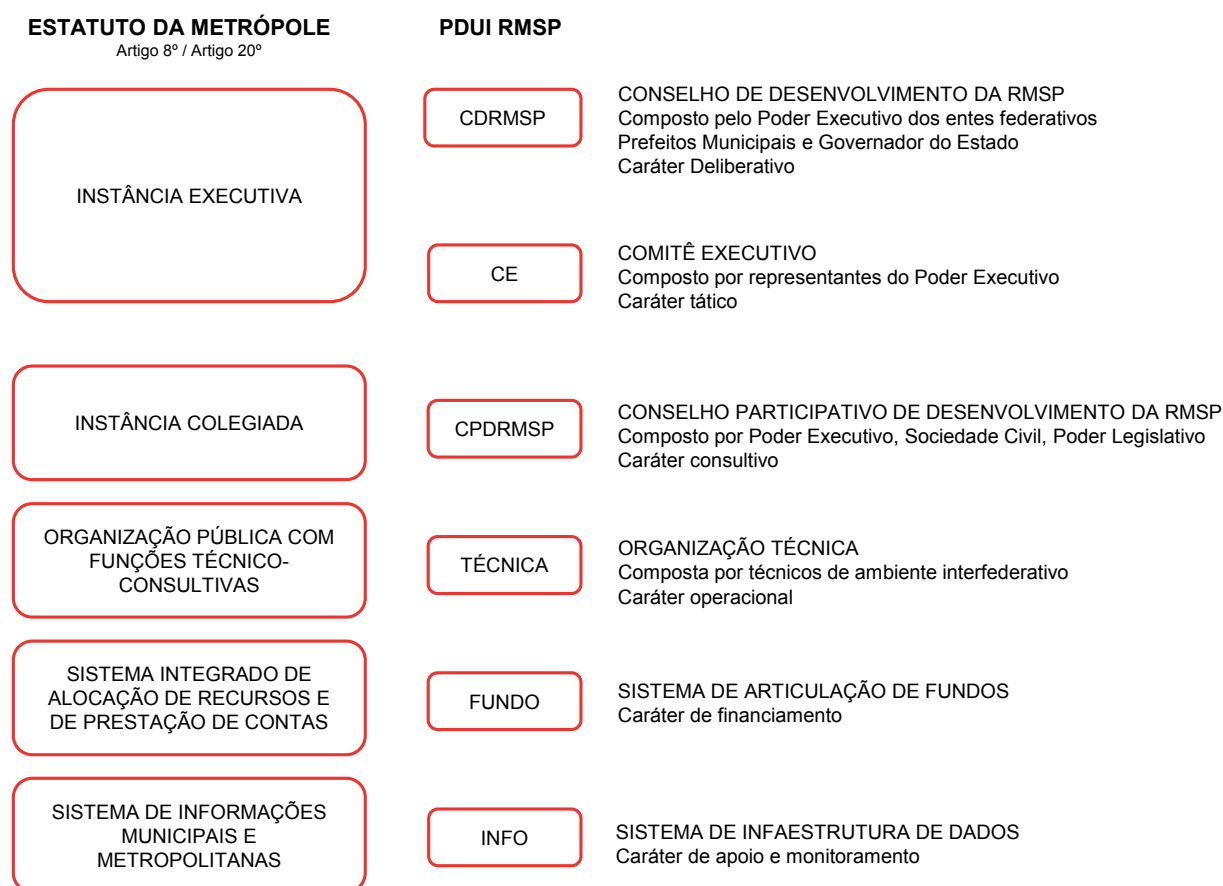 ESTATUTO DA METRÓPOLE
Artigo 8º / Artigo 20º
PDUI RMSP
INSTÂNCIA EXECUTIVA
CDRMSP
CONSELHO DE DESENVOLVIMENTO DA RMSP
Composto pelo Poder Executivo dos entes federativos
Prefeitos Municipais e Governador do Estado
Caráter Deliberativo
CE
COMITÊ EXECUTIVO
Composto por representantes do Poder Executivo
Caráter tático
INSTÂNCIA COLEGIADA
CPDRMSP
CONSELHO PARTICIPATIVO DE DESENVOLVIMENTO DA RMSP
Composto por Poder Executivo, Sociedade Civil, Poder Legislativo
Caráter consultivo
ORGANIZAÇÃO PÚBLICA COM
FUNÇÕES TÉCNICO-
CONSULTIVAS
TÉCNICA
ORGANIZAÇÃO TÉCNICA
Composta por técnicos de ambiente interfederativo
Caráter operacional
SISTEMA INTEGRADO DE
ALOCAÇÃO DE RECURSOS E
DE PRESTAÇÃO DE CONTAS
FUNDO
SISTEMA DE ARTICULAÇÃO DE FUNDOS
Caráter de financiamento
SISTEMA DE INFORMAÇÕES
MUNICIPAIS E
METROPOLITANAS
INFO
SISTEMA DE INFAESTRUTURA DE DADOS
Caráter de apoio e monitoramento